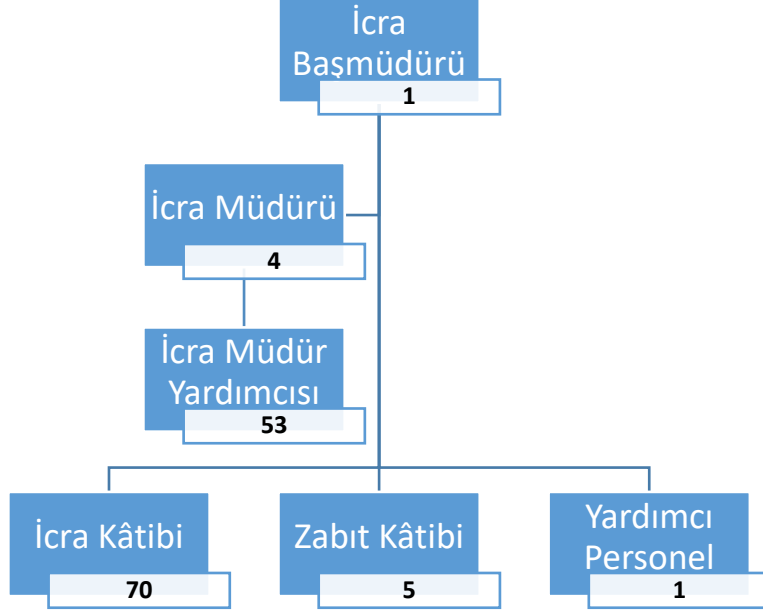 İcra
Başmüdürü
1
İcra Müdürü
4
İcra Müdür
Yardımcısı
53
İcra Kâtibi
70
Zabıt Kâtibi
5
Yardımcı
Personel
1